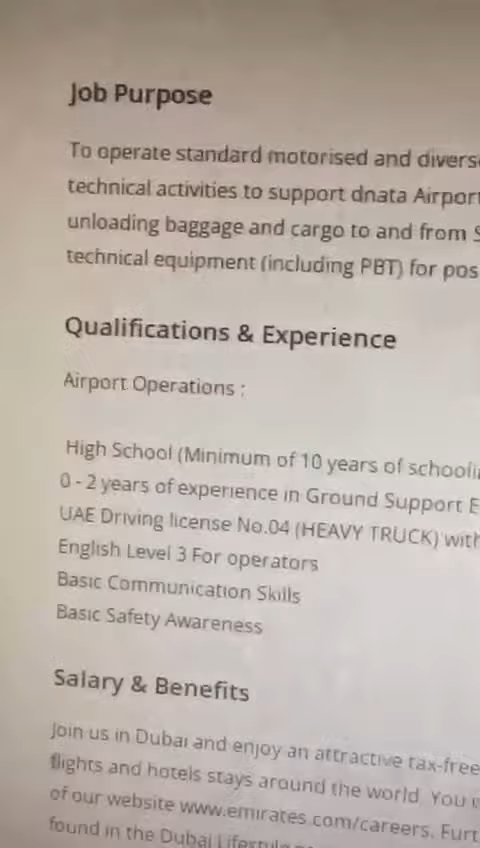 Job Purpose
To operate standard motorised and
technical activities to support dnata
unloading baggage and cargo to and from
technical equipment (including PBT) for
Qualifications & Experience
Airport Operations :
High School (Minimum of 10 years of
0 - 2 years of experience in Ground Support
UAE Driving license No.04 (HEAVY TRUCK)
English Level 3 For operators
Basic Communication Skills
Basic Safety Awareness
Salary & Benefits
Join us in Dubai and enjoy an attractive tax-free
flights and hotels stays around the world. You
of our website www.emirates.com/careers.
found in the Dubai